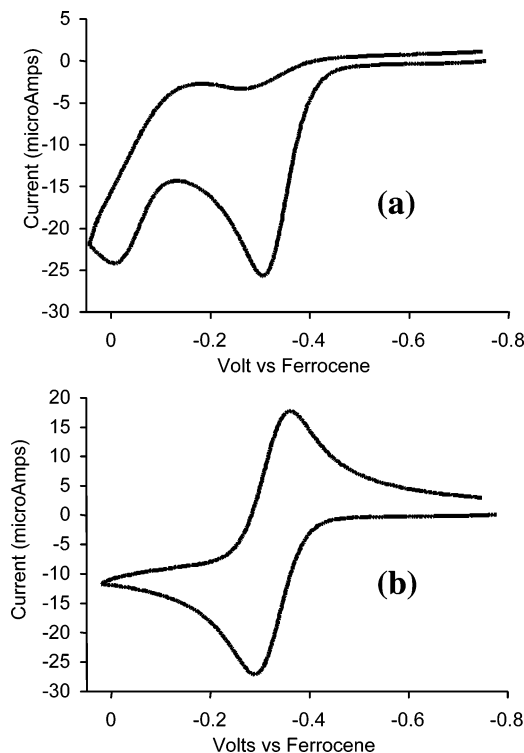 5
0
-5
-10
-15
-20
-25
-30
Current (microAmps)
(a)
0 -0.2 -0.4 -0.6 -0.8
Volt vs Ferrocene
20
15
10
5
0
-5
-10
-15
-20
-25
-30
Current (microAmps)
(b)
0 -0.2 -0.4 -0.6 -0.8
Volts vs Ferrocene